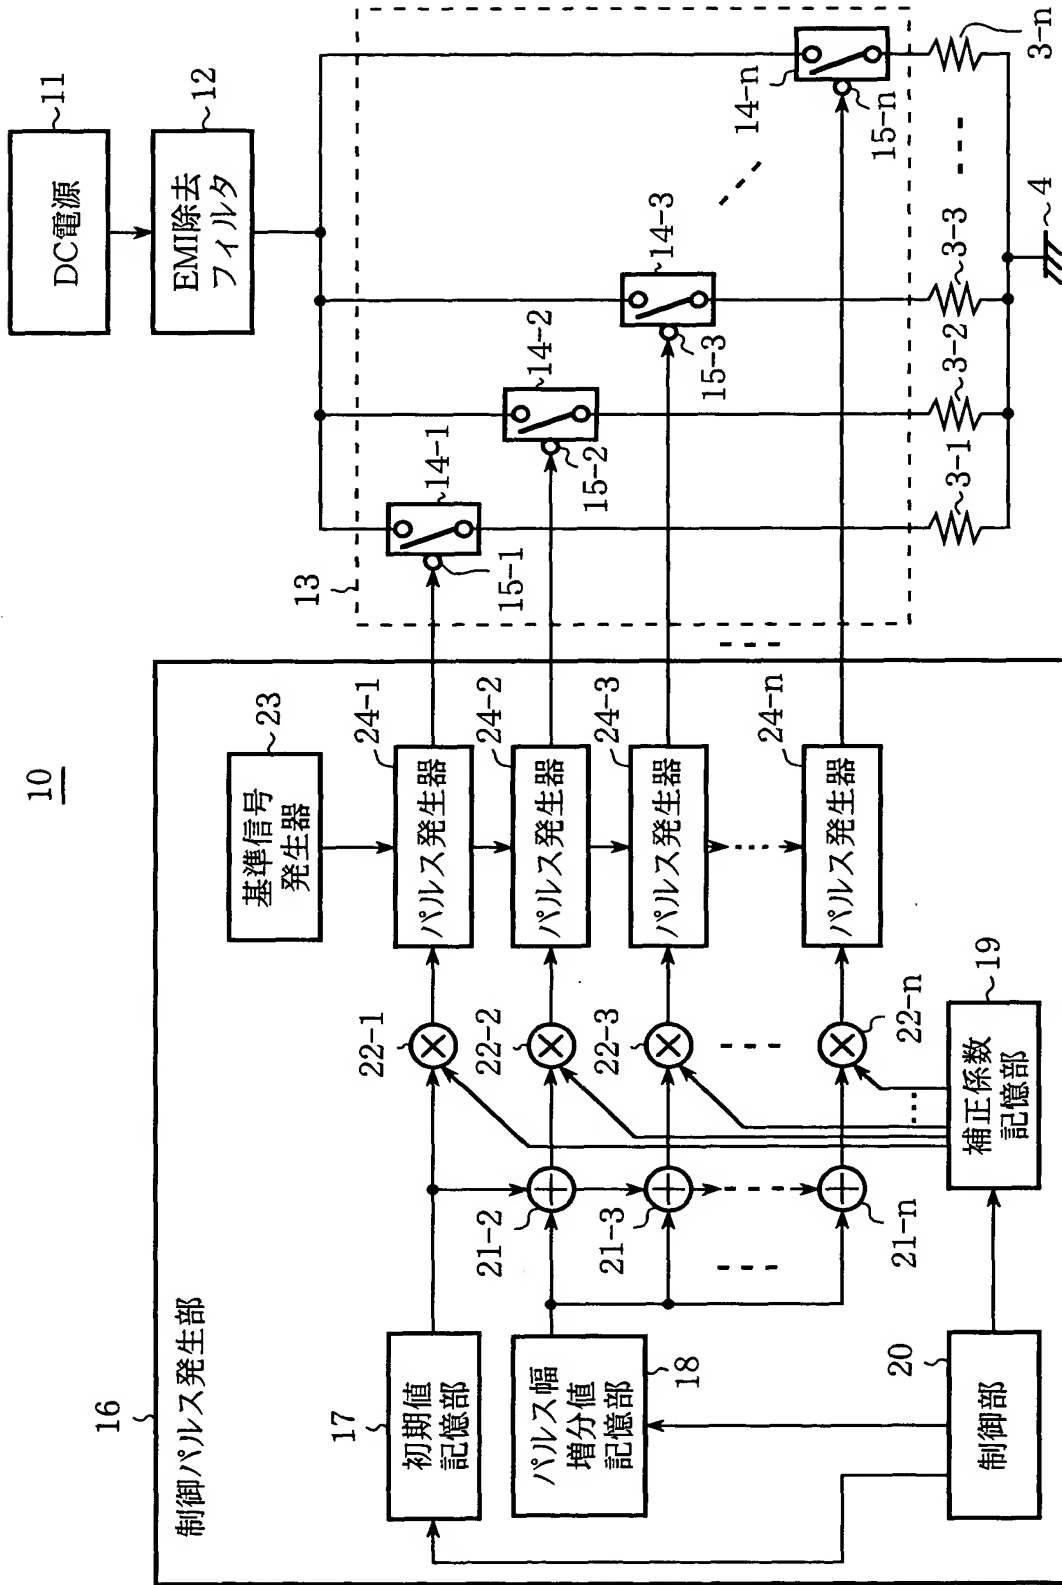 10
16
制御パルス発生部
17
初期値
記憶部
パルス幅
増分値
記憶部
18
20
制御部
21-2
21-3
21-n
22-1
22-2
22-3
22-n
19
補正係数
記憶部
23
基準信号
発生器
24-1
パルス発生器
24-2
パルス発生器
24-3
パルス発生器
24-n
パルス発生器
13
14-1
15-1
14-2
15-2
14-3
15-3
14-n
15-n
DC電源
11
EMI除去
フィルタ
12
3-1
3-2
3-3
3-n
4